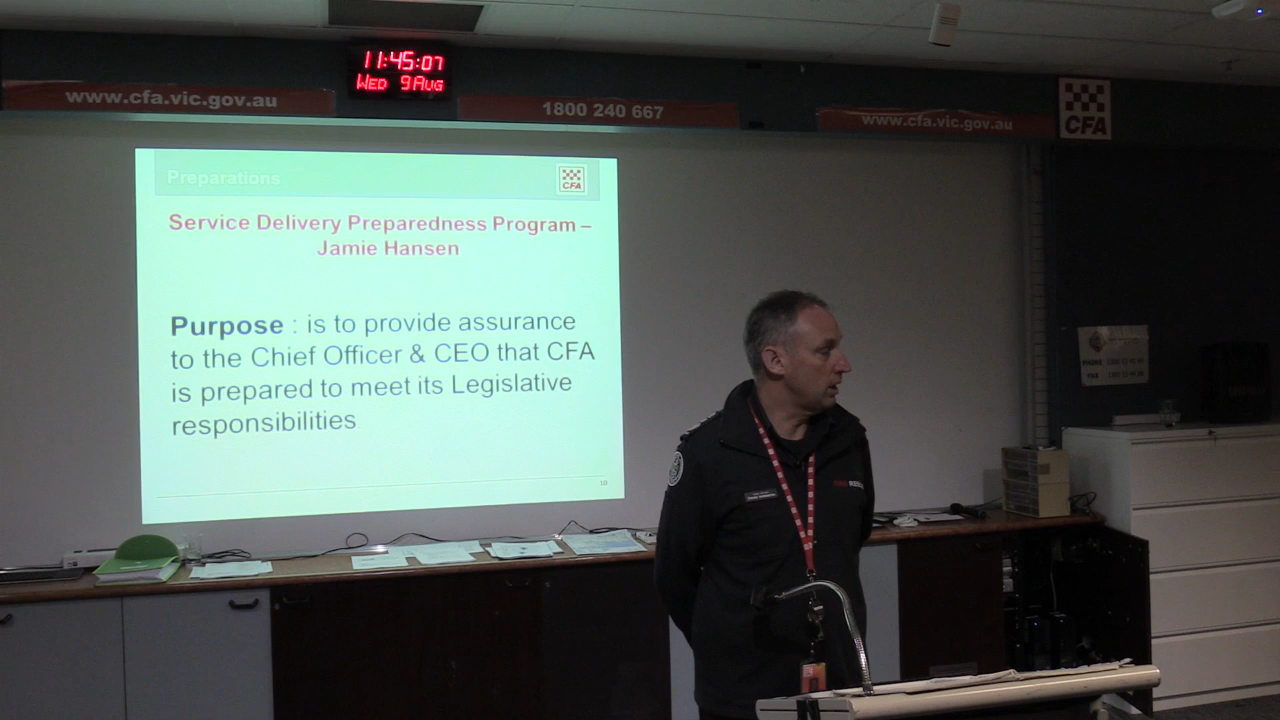 11:45:07
WED 9AUG
www.cfa.vic.gov.au
1800 240 667
www.cfa.vic.gov.au
CFA
Preparations
CFA
Service Delivery Preparedness Program –
Jamie Hansen
Purpose : is to provide assurance
to the Chief Officer & CEO that CFA
is prepared to meet its Legislative
responsibilities
10
PHONE
FAX